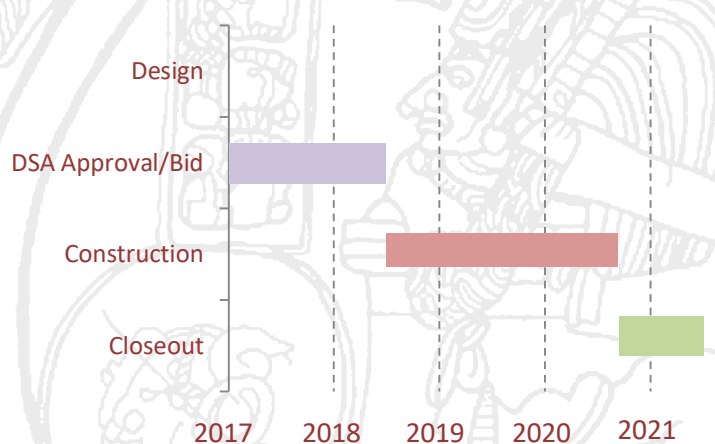 Design
DSA Approval/Bid
Construction
Closeout
2017 2018 2019 2020 2021